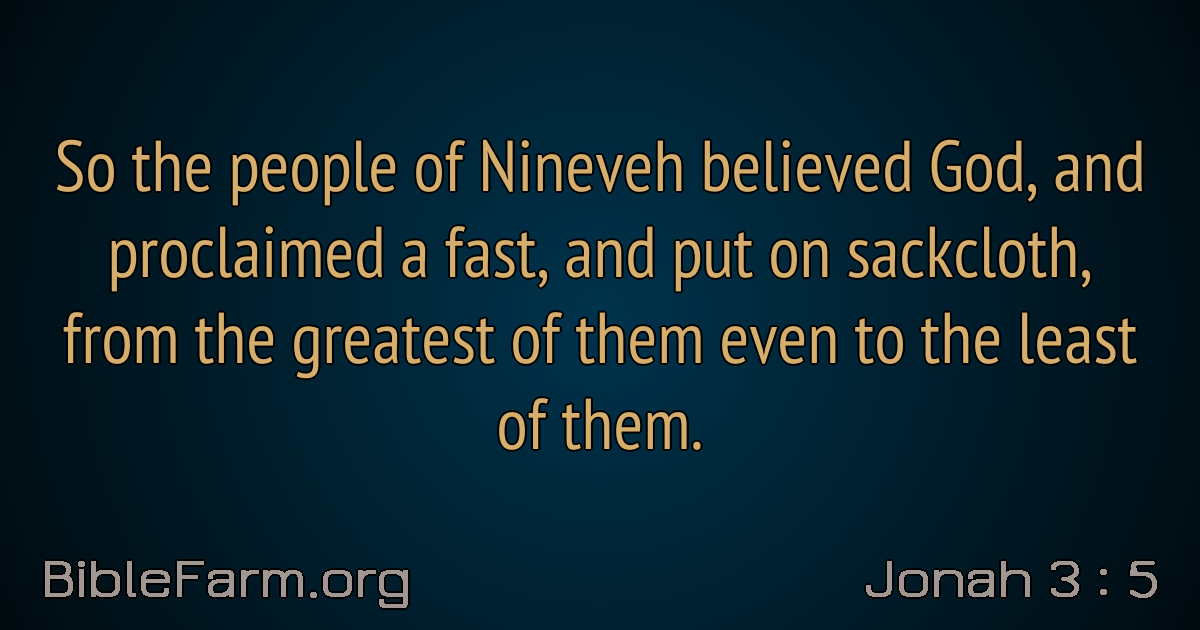 So the people of Nineveh believed God, and
proclaimed a fast, and put on sackcloth,
from the greatest of them even to the least
of them.
BibleFarm.org
Jonah 3 : 5